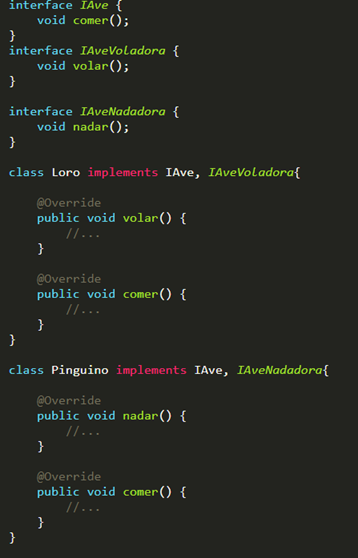 interface IAve {
    void comer();
}
interface IAveVoladora {
    void volar();
}

interface IAveNadadora {
    void nadar();
}

class Loro implements IAve, IAveVoladora{

    @Override
    public void volar() {
        //...
    }

    @Override
    public void comer() {
        //...
    }
}

class Pinguino implements IAve, IAveNadadora{

    @Override
    public void nadar() {
        //...
    }

    @Override
    public void comer() {
        //...
    }
}